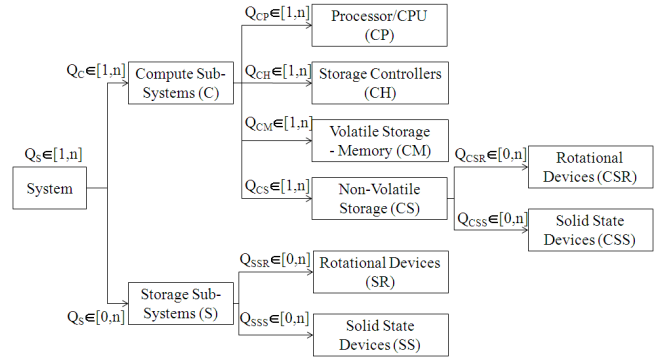 Q_CP∈[1,n]
Processor/CPU
(CP)
Q_C∈[1,n]
Compute Sub-
Systems (C)
Q_CH∈[1,n]
Storage Controllers
(CH)
Q_CM∈[1,n]
Volatile Storage
- Memory (CM)
Q_S∈[1,n]
System
Q_CS∈[1,n]
Non-Volatile
Storage (CS)
Q_CSR∈[0,n]
Rotational
Devices (CSR)
Q_CSS∈[0,n]
Solid State
Devices (CSS)
Q_S∈[0,n]
Storage Sub-
Systems (S)
Q_SSR∈[0,n]
Rotational Devices
(SR)
Q_SSS∈[0,n]
Solid State
Devices (SS)